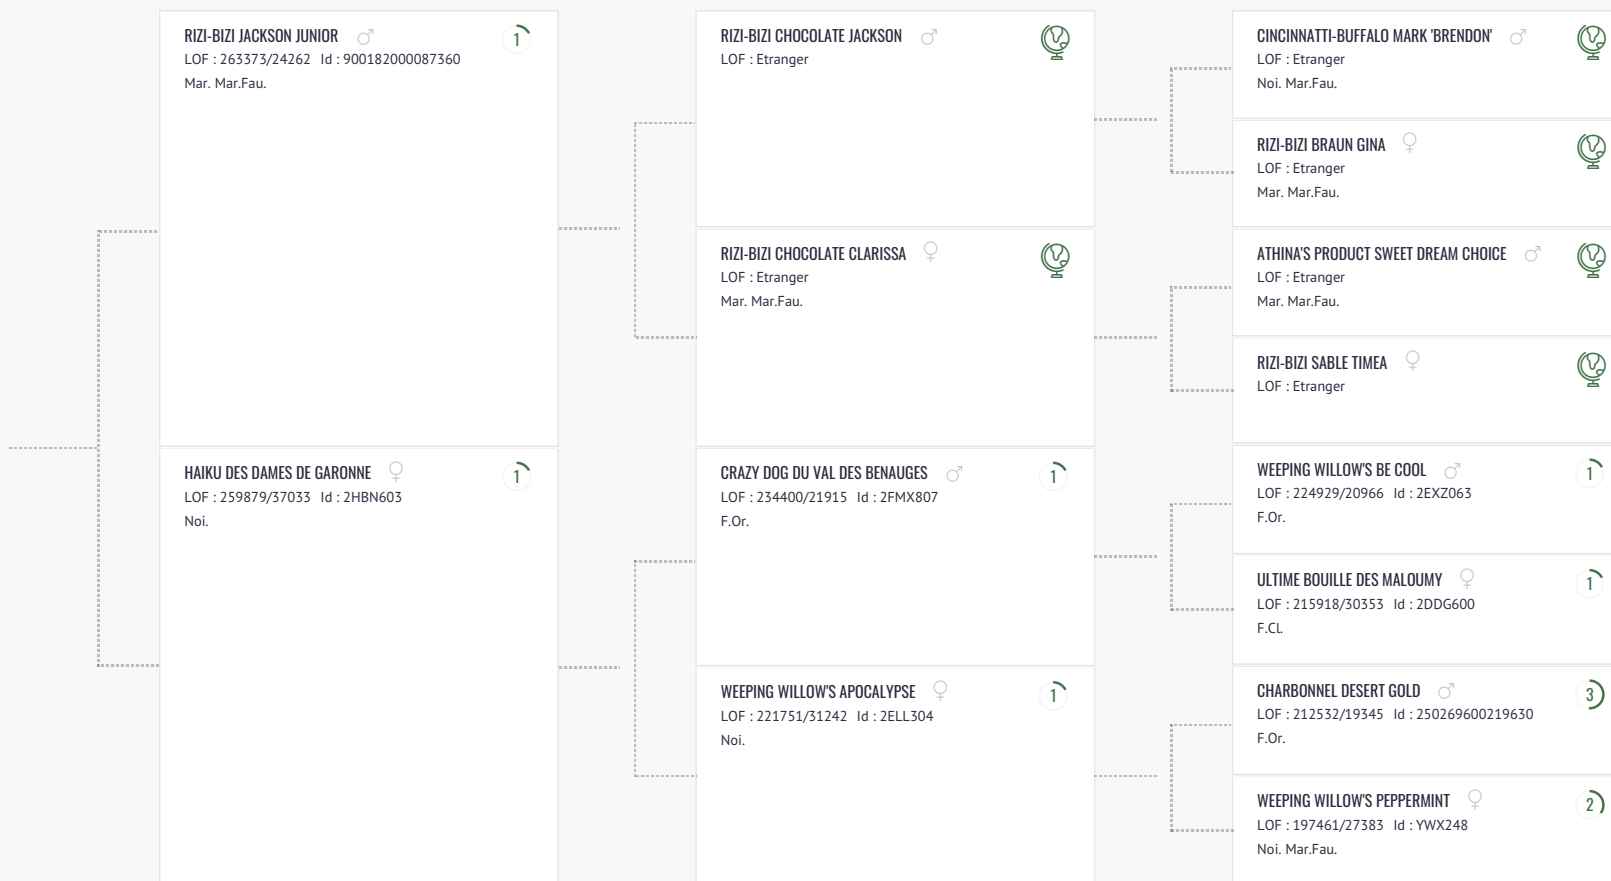 RIZI-BIZI JACKSON JUNIOR
1
LOF : 263373/24262 Id : 900182000087360
Mar. Mar.Fau.
HAIKU DES DAMES DE GARONNE
1
LOF : 259879/37033 Id : 2HBN603
Noi.
RIZI-BIZI CHOCOLATE JACKSON
LOF : Etranger
RIZI-BIZI CHOCOLATE CLARISSA
LOF : Etranger
Mar. Mar.Fau.
CRAZY DOG DU VAL DES BENAUGES
1
LOF : 234400/21915 Id : 2FMX807
F.Or.
WEEPING WILLOW'S APOCALYPSE
1
LOF : 221751/31242 Id : 2ELL304
Noi.
CINCINNATTI-BUFFALO MARK 'BRENDON'
LOF : Etranger
Noi. Mar.Fau.
RIZI-BIZI BRAUN GINA
LOF : Etranger
Mar. Mar.Fau.
ATHINA'S PRODUCT SWEET DREAM CHOICE
LOF : Etranger
Mar. Mar.Fau.
RIZI-BIZI SABLE TIMEA
LOF : Etranger
WEEPING WILLOW'S BE COOL
1
LOF : 224929/20966 Id : 2EXZ063
F.Or.
ULTIME BOUILLE DES MALOUMY
1
LOF : 215918/30353 Id : 2DDG600
F.Cl.
CHARBONNEL DESERT GOLD
3
LOF : 212532/19345 Id : 250269600219630
F.Or.
WEEPING WILLOW'S PEPPERMINT
2
LOF : 197461/27383 Id : YWX248
Noi. Mar.Fau.